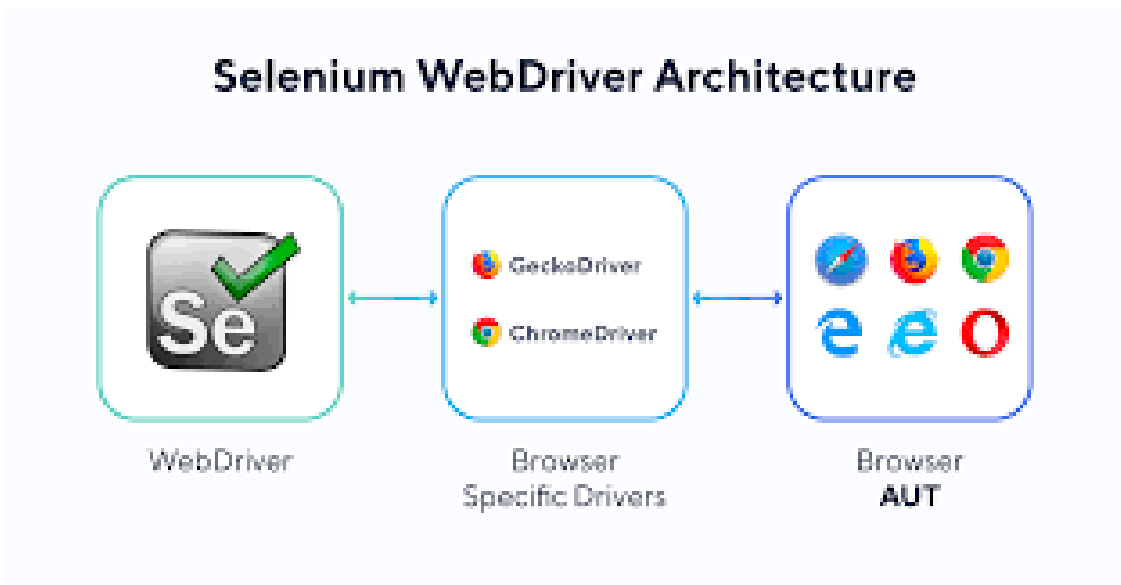 Selenium WebDriver Architecture
Se
GeckoDriver
ChromeDriver
WebDriver
Browser
Specific Drivers
Browser
AUT